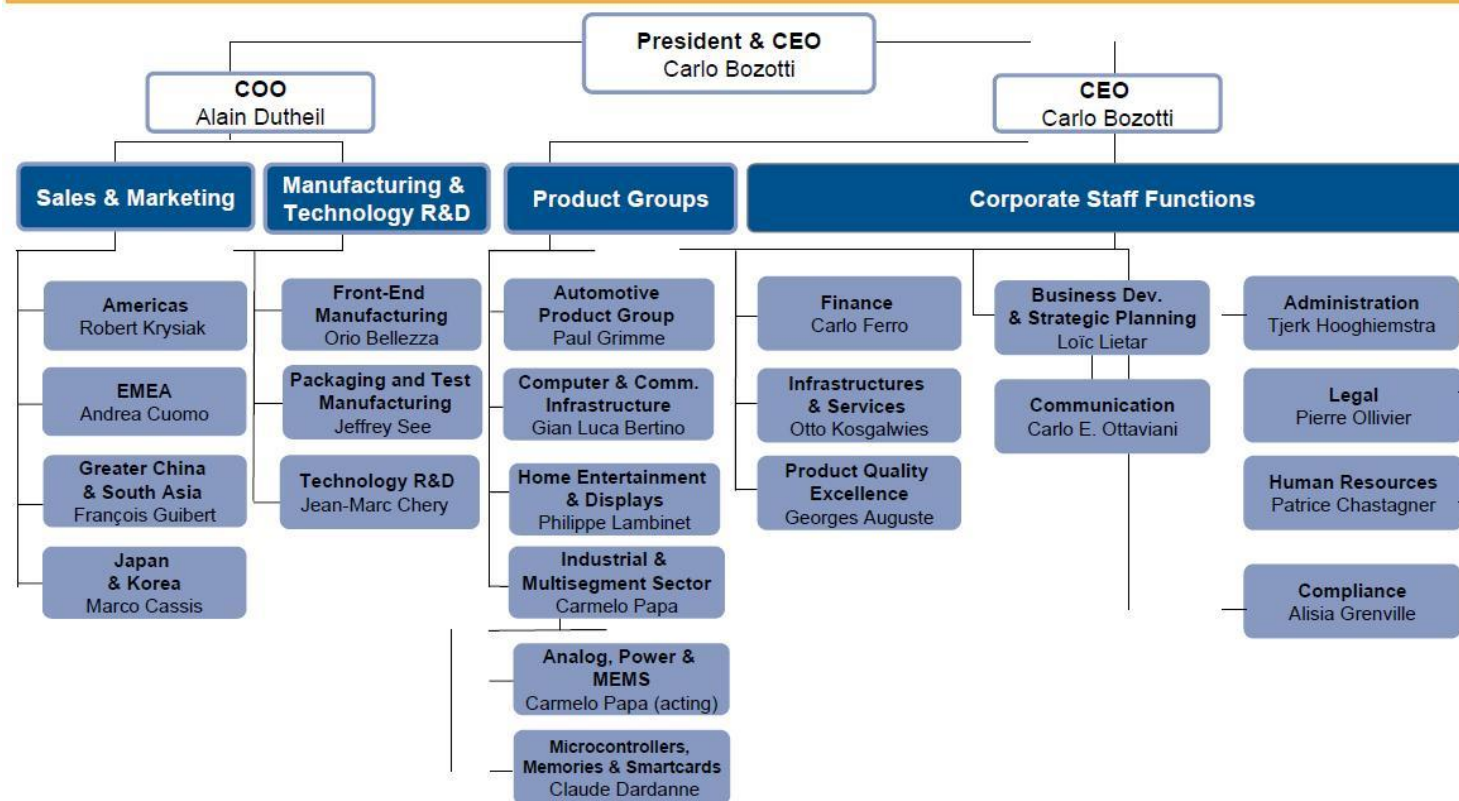 President & CEO
Carlo Bozotti
COO
Alain Dutheil
CEO
Carlo Bozotti
Sales & Marketing
Manufacturing &
Technology R&D
Product Groups
Corporate Staff Functions
Americas
Robert Krysiak
EMEA
Andrea Cuomo
Greater China
& South Asia
François Guibert
Japan
& Korea
Marco Cassis
Front-End
Manufacturing
Orio Bellezza
Packaging and Test
Manufacturing
Jeffrey See
Technology R&D
Jean-Marc Chery
Automotive
Product Group
Paul Grimme
Computer & Comm.
Infrastructure
Gian Luca Bertino
Home Entertainment
& Displays
Philippe Lambinet
Industrial &
Multisegment Sector
Carmelo Papa
Analog, Power &
MEMS
Carmelo Papa (acting)
Microcontrollers,
Memories & Smartcards
Claude Dardanne
Finance
Carlo Ferro
Infrastructures
& Services
Otto Kosgalwies
Product Quality
Excellence
Georges Auguste
Business Dev.
& Strategic Planning
Loïc Lietar
Communication
Carlo E. Ottaviani
Administration
Tjerk Hooghiemstra
Legal
Pierre Ollivier
Human Resources
Patrice Chastagner
Compliance
Alisia Grenville